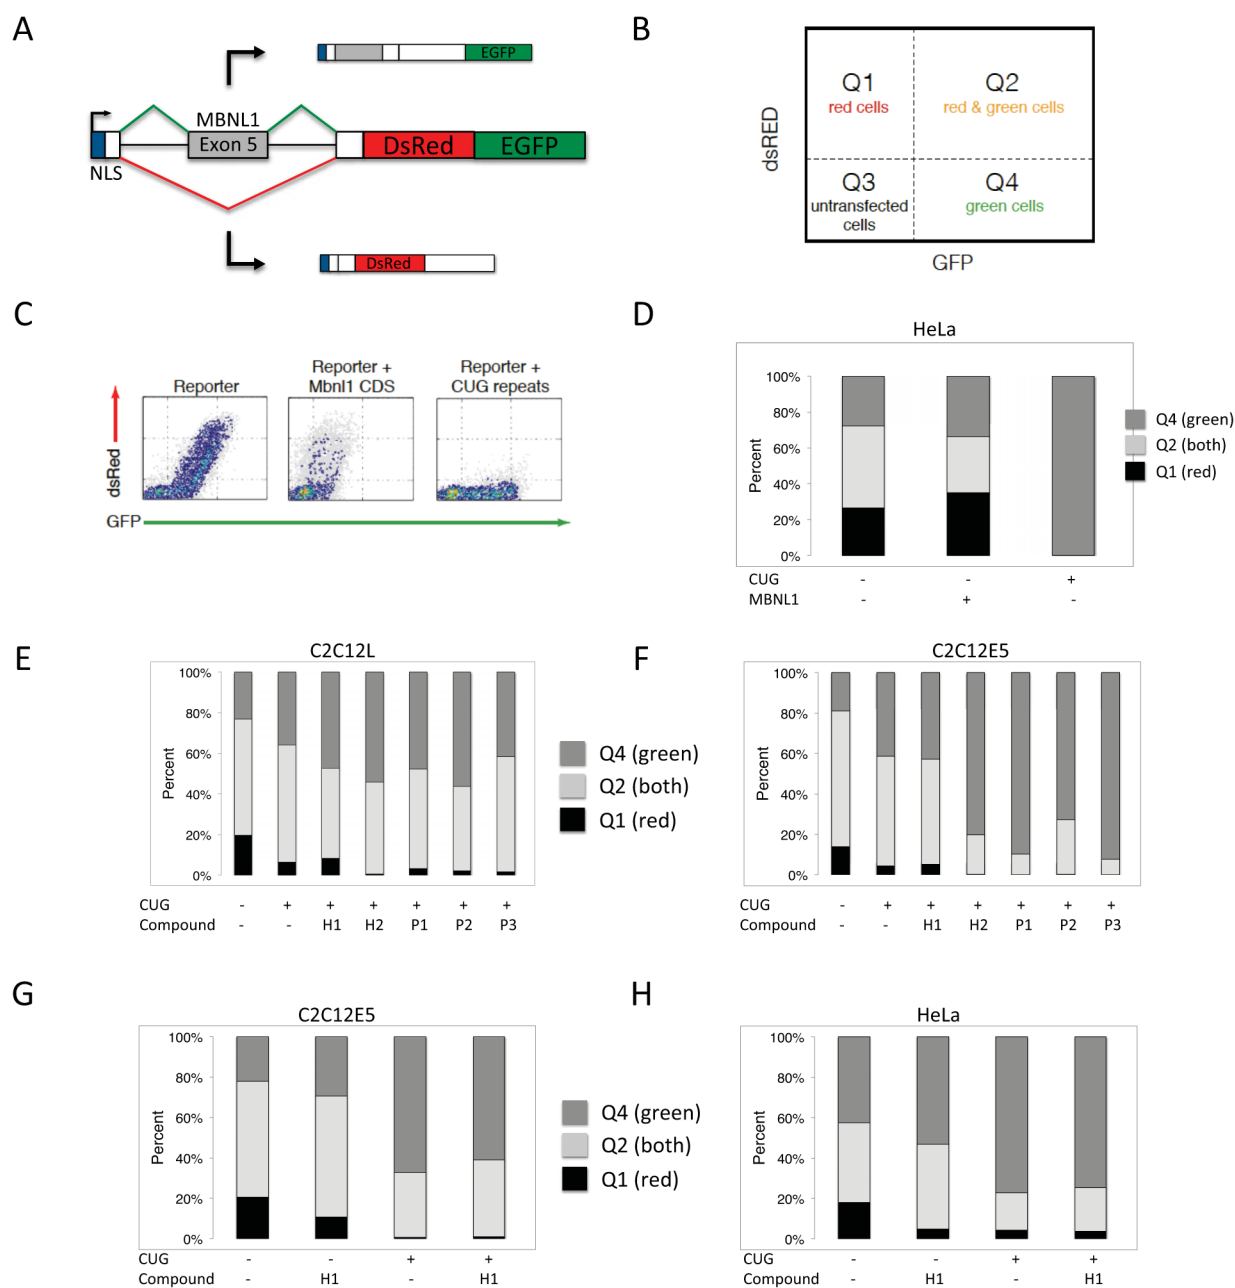 A
EGFP
MBNL1
Exon 5
DsRed
EGFP
NLS
DsRed
B
dsRED
Q1
red cells
Q2
red & green cells
Q3
untransfected
cells
Q4
green cells
GFP
C
Reporter
Reporter +
Mbnl1 CDS
Reporter +
CUG repeats
dsRed
GFP
D
HeLa
Percent
100%
80%
60%
40%
20%
0%
Q4 (green)
Q2 (both)
Q1 (red)
CUG - - +
MBNL1 - + -
E
C2C12L
Percent
100%
80%
60%
40%
20%
0%
CUG - + + + + + +
Compound - - H1 H2 P1 P2 P3
Q4 (green)
Q2 (both)
Q1 (red)
F
C2C12E5
Percent
100%
80%
60%
40%
20%
0%
CUG - + + + + + +
Compound - - H1 H2 P1 P2 P3
G
C2C12E5
Percent
100%
80%
60%
40%
20%
0%
CUG - - + +
Compound - H1 - H1
Q4 (green)
Q2 (both)
Q1 (red)
H
HeLa
Percent
100%
80%
60%
40%
20%
0%
CUG - - + +
Compound - H1 - H1